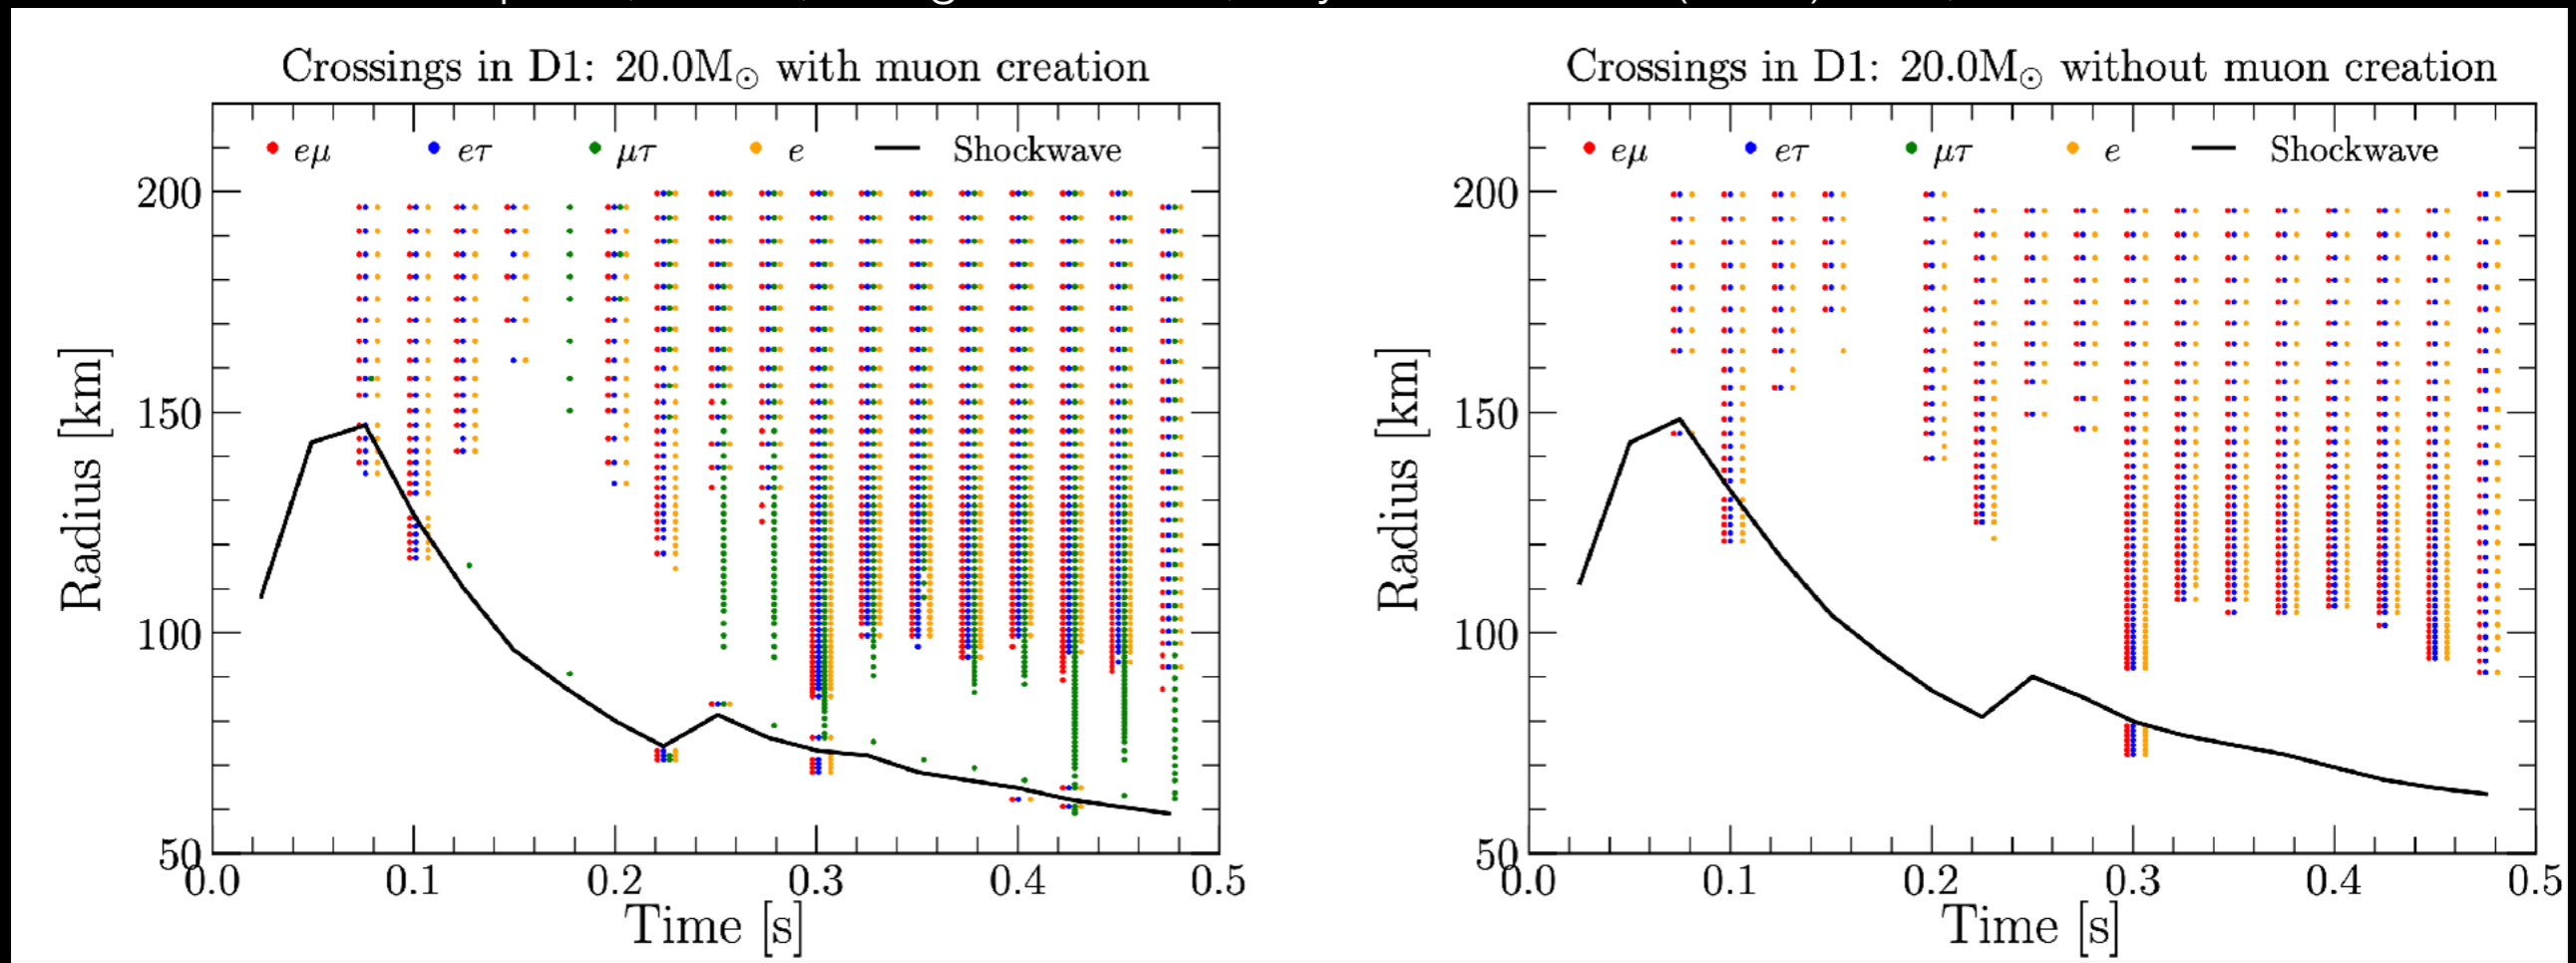 Crossings in D1: 20.0M☉ with muon creation
eμ eτ μτ e Shockwave
200
150
100
50
Radius [km]
0.0 0.1 0.2 0.3 0.4 0.5
Time [s]
Crossings in D1: 20.0M☉ without muon creation
eμ eτ μτ e Shockwave
200
150
100
50
Radius [km]
0.0 0.1 0.2 0.3 0.4 0.5
Time [s]